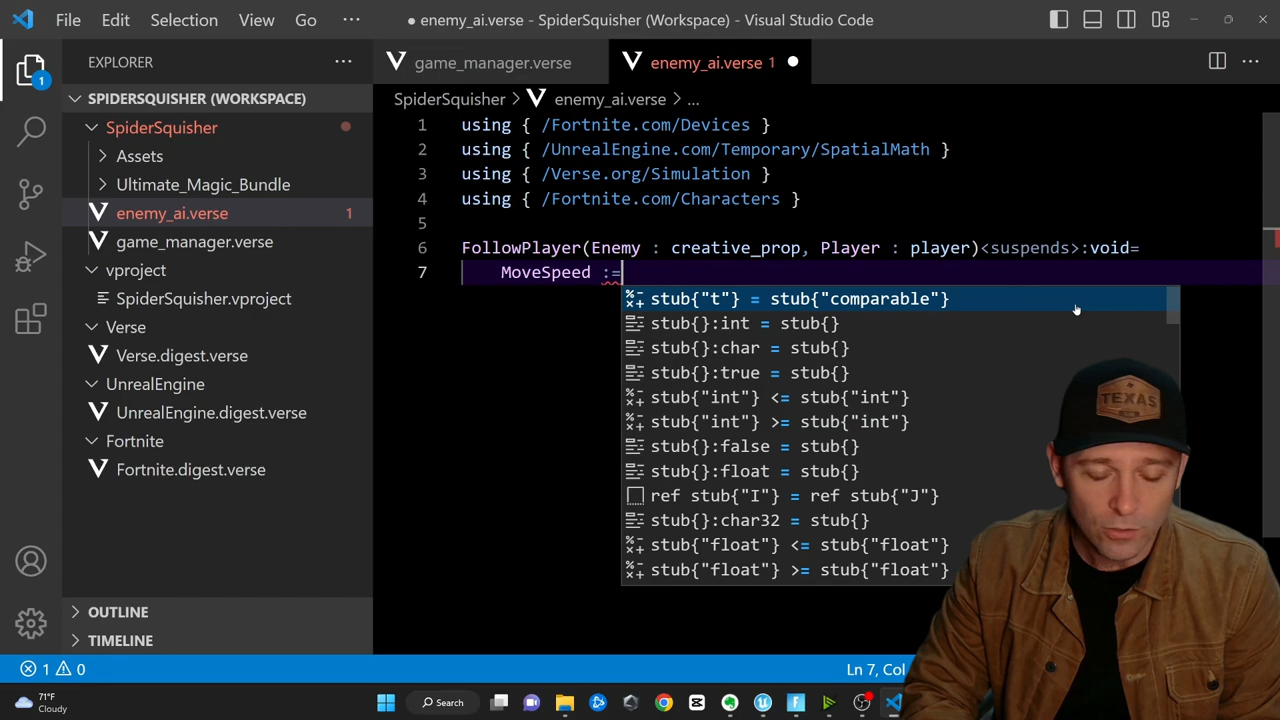 File Edit Selection View Go ··· ● enemy_ai.verse - SpiderSquisher (Workspace) - Visual Studio Code
EXPLORER ···
game_manager.verse
enemy_ai.verse 1 ●
1
SPIDERSQUISHER (WORKSPACE)
SpiderSquisher
Assets
Ultimate_Magic_Bundle
enemy_ai.verse 1
game_manager.verse
vproject
SpiderSquisher.vproject
Verse
Verse.digest.verse
UnrealEngine
UnrealEngine.digest.verse
Fortnite
Fortnite.digest.verse
OUTLINE
TIMELINE
SpiderSquisher > enemy_ai.verse > ...
1 using { /Fortnite.com/Devices }
2 using { /UnrealEngine.com/Temporary/SpatialMath }
3 using { /Verse.org/Simulation }
4 using { /Fortnite.com/Characters }
5
6 FollowPlayer(Enemy : creative_prop, Player : player)<suspends>:void=
7 MoveSpeed :=
stub{"t"} = stub{"comparable"}
stub{}:int = stub{}
stub{}:char = stub{}
stub{}:true = stub{}
stub{"int"} <= stub{"int"}
stub{"int"} >= stub{"int"}
stub{}:false = stub{}
stub{}:float = stub{}
ref stub{"I"} = ref stub{"J"}
stub{}:char32 = stub{}
stub{"float"} <= stub{"float"}
stub{"float"} >= stub{"float"}
TEXAS
1 0 Ln 7, Col
71°F
Cloudy
Search